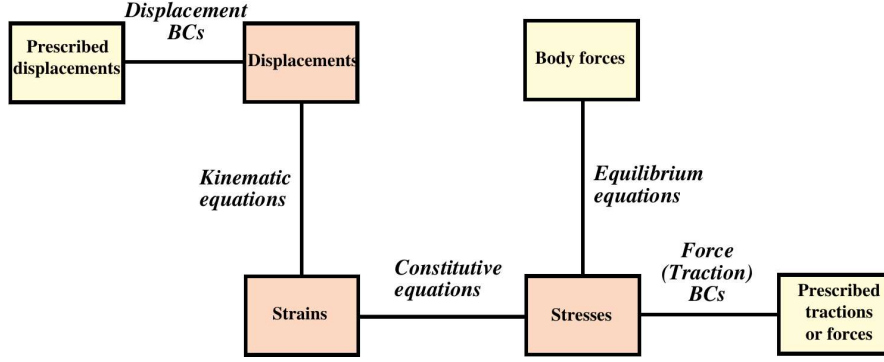 Displacement
BCs
Prescribed
displacements
Displacements
Body forces
Kinematic
equations
Equilibrium
equations
Constitutive
equations
Force
(Traction)
BCs
Strains
Stresses
Prescribed
tractions
or forces